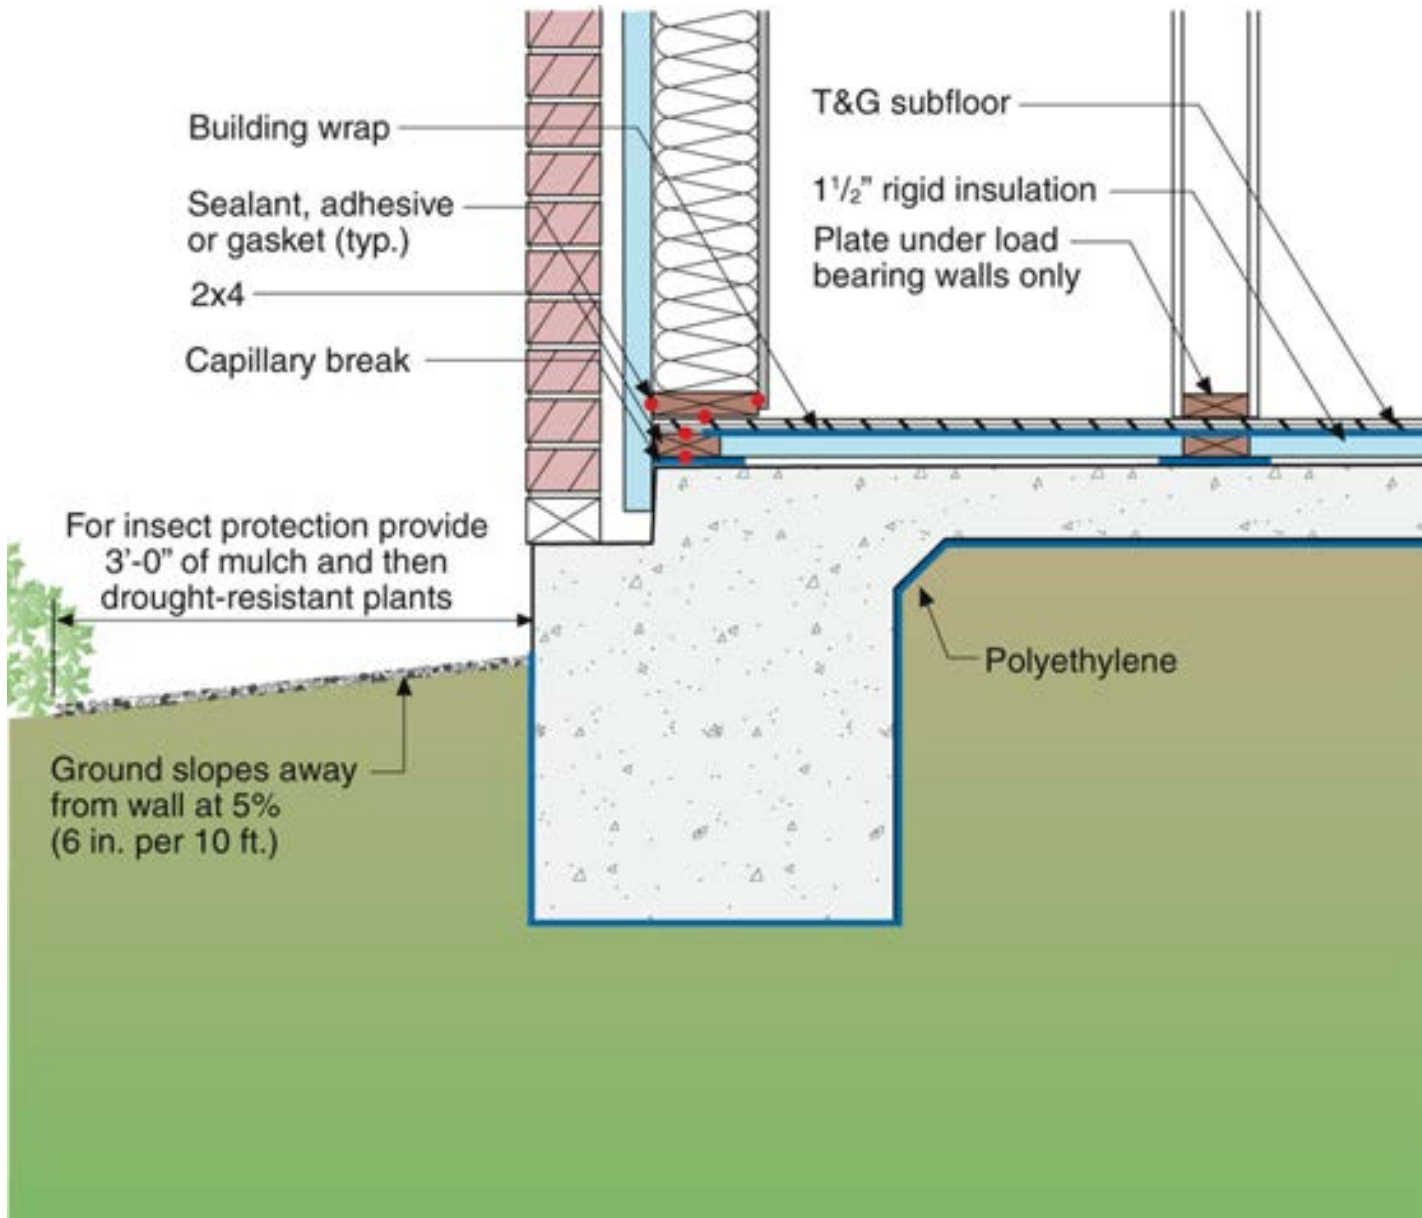 Building wrap
Sealant, adhesive
or gasket (typ.)
2x4
Capillary break
T&G subfloor
1 1/2” rigid insulation
Plate under load
bearing walls only
For insect protection provide
3’-0” of mulch and then
drought-resistant plants
Polyethylene
Ground slopes away
from wall at 5%
(6 in. per 10 ft.)